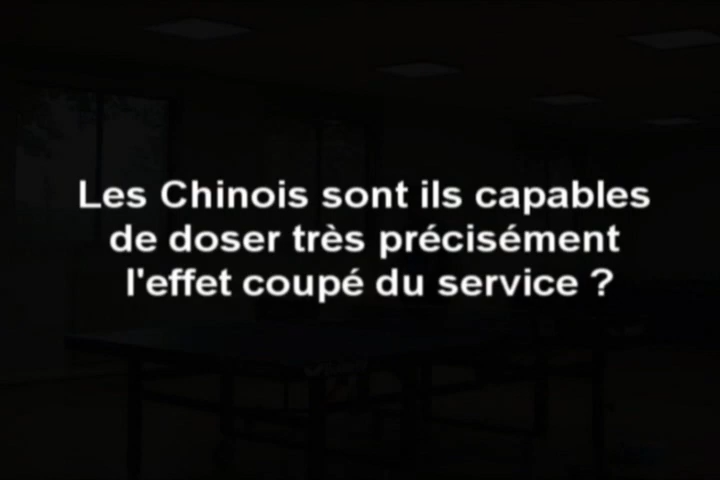 Les Chinois sont ils capables
de doser très précisément
l'effet coupé du service ?